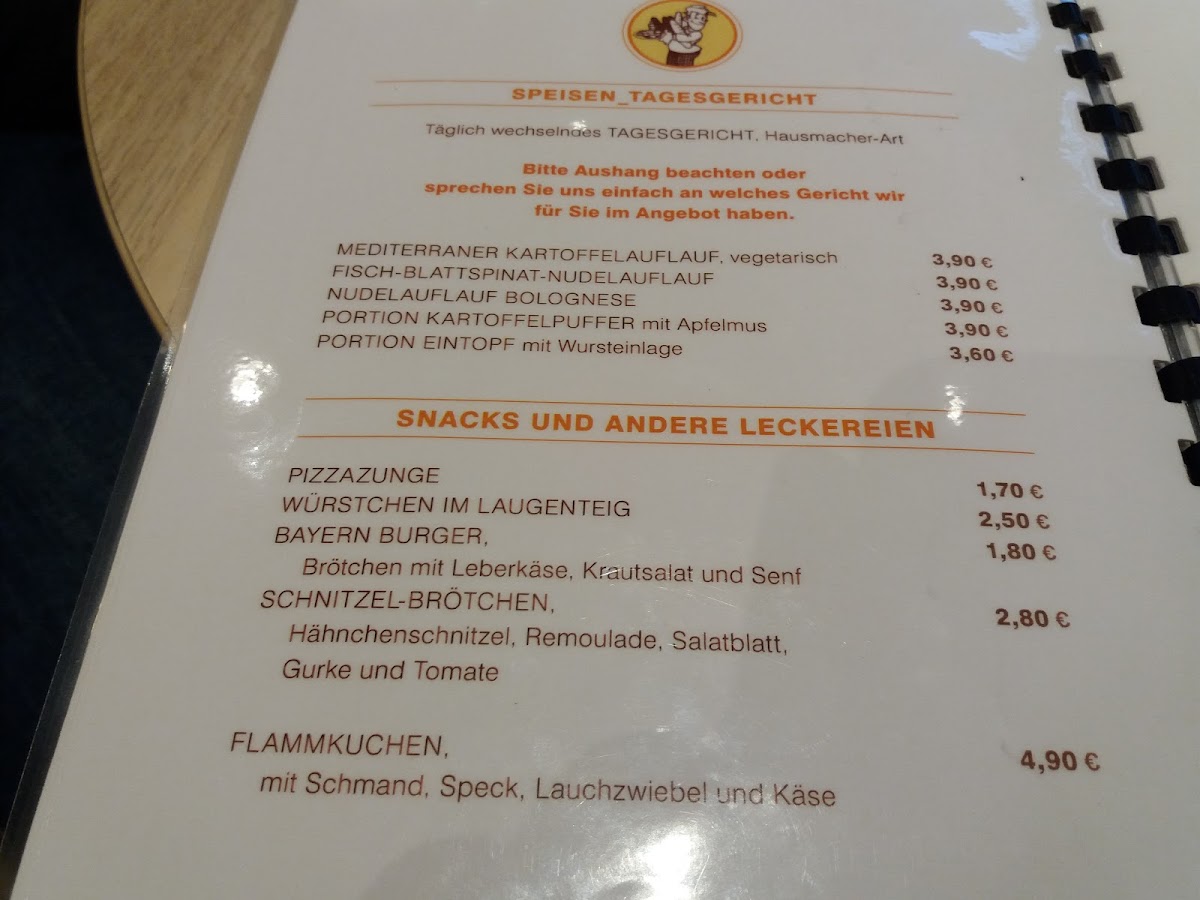 SPEISEN_TAGESGERICHT
Täglich wechselndes TAGESGERICHT, Hausmacher-Art
Bitte Aushang beachten oder
sprechen Sie uns einfach an welches Gericht wir
für Sie im Angebot haben.
MEDITERRANER KARTOFFELAUFLAUF, vegetarisch 3,90 €
FISCH-BLATTSPINAT-NUDELAUFLAUF 3,90 €
NUDELAUFLAUF BOLOGNESE 3,90 €
PORTION KARTOFFELPUFFER mit Apfelmus 3,90 €
PORTION EINTOPF mit Wursteinlage 3,60 €
SNACKS UND ANDERE LECKEREIEN
PIZZAZUNGE 1,70 €
WÜRSTCHEN IM LAUGENTEIG 2,50 €
BAYERN BURGER, 1,80 €
Brötchen mit Leberkäse, Krautsalat und Senf
SCHNITZEL-BRÖTCHEN, 2,80 €
Hähnchenschnitzel, Remoulade, Salatblatt,
Gurke und Tomate
FLAMMKUCHEN, 4,90 €
mit Schmand, Speck, Lauchzwiebel und Käse